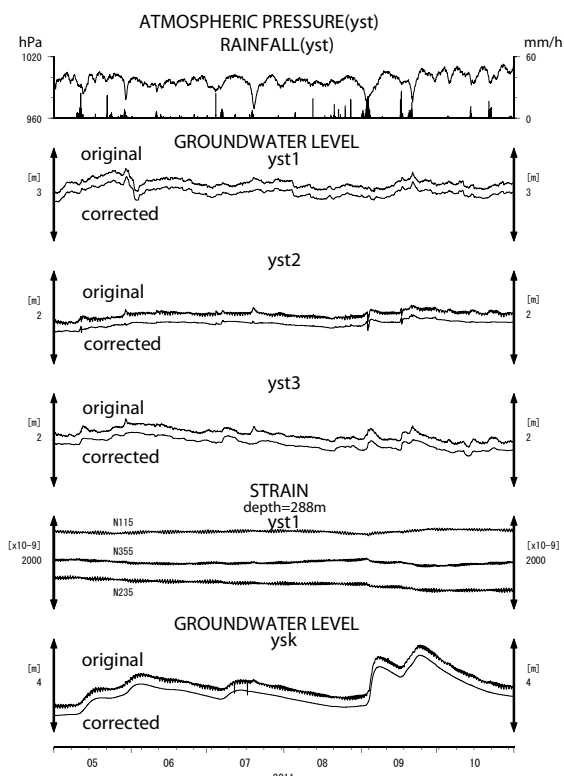 ATMOSPHERIC PRESSURE(yst)
hPa RAINFALL(yst) mm/h
1020 60
960 0
GROUNDWATER LEVEL
original yst1
[m] [m]
3 3
corrected
yst2
original
[m] [m]
2 2
corrected
yst3
original
[m] [m]
2 2
corrected
STRAIN
depth=288m
yst1
N115
[x10-9] [x10-9]
N355
2000 2000
N235
GROUNDWATER LEVEL
ysk
original
[m] [m]
4 4
corrected
05 06 07 08 09 10